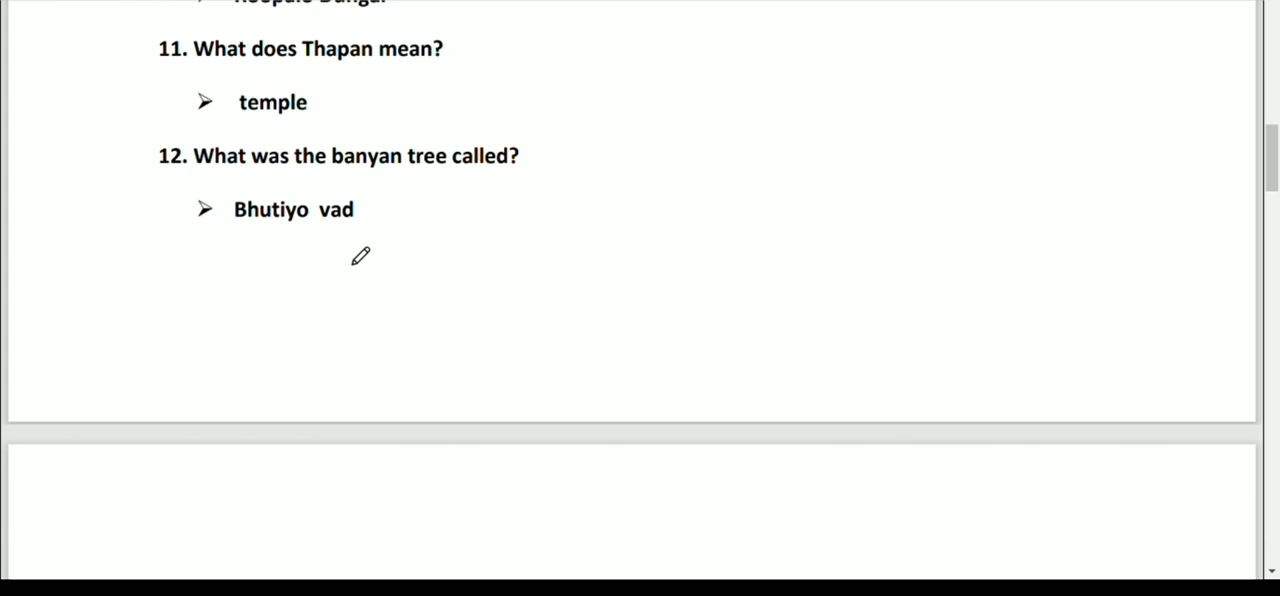 11. What does Thapan mean?
➢ temple
12. What was the banyan tree called?
➢ Bhutiyo vad